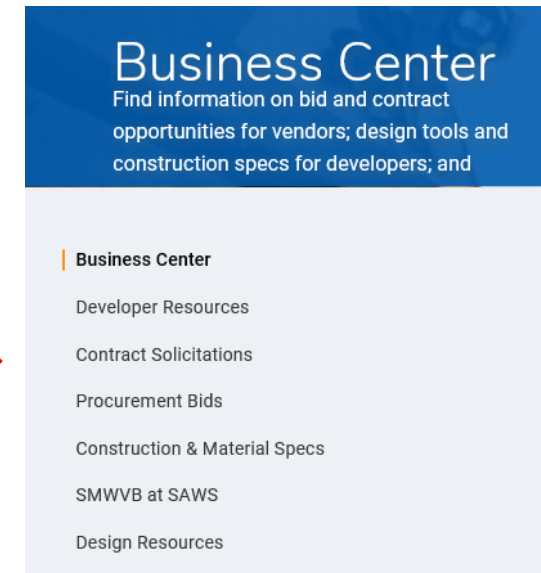 Business Center
Find information on bid and contract
opportunities for vendors; design tools and
construction specs for developers; and
Business Center
Developer Resources
Contract Solicitations
Procurement Bids
Construction & Material Specs
SMWVB at SAWS
Design Resources